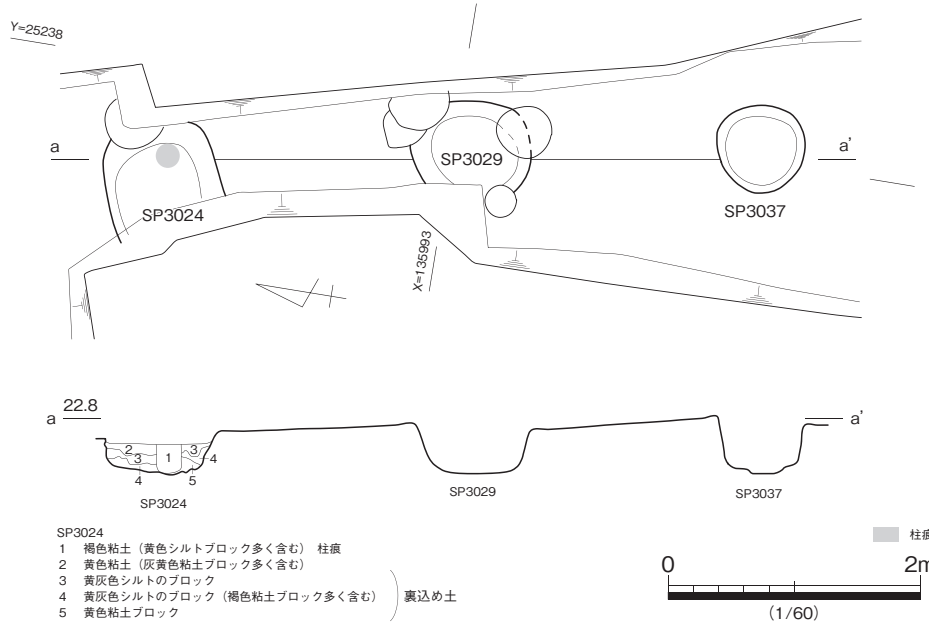 Y=25238
a
a’
SP3029
SP3024
SP3037
X=135993
a 22.8
a’
2
3
1
3
4
4
5
SP3024
SP3029
SP3037
SP3024
1 褐色粘土（黄色シルトブロック多く含む） 柱痕
2 黄色粘土（灰黄色粘土ブロック多く含む）
3 黄灰色シルトのブロック
4 黄灰色シルトのブロック（褐色粘土ブロック多く含む）
5 黄色粘土ブロック
裏込め土
柱痕
0
2m
(1/60)